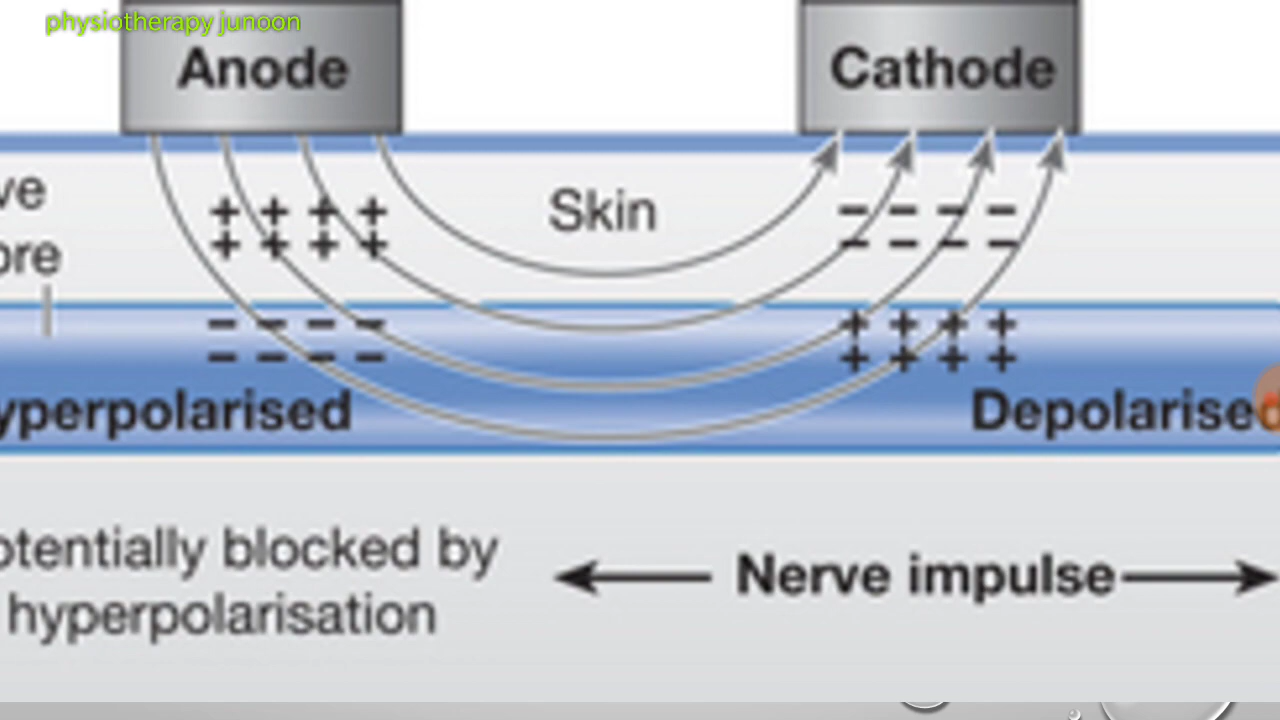 physiotherapy junoon
Anode
Cathode
Skin
ve
ore
+ + + +
+ + + +
− − − −
− − − −
− − − −
− − − −
+ + + +
+ + + +
yperpolarised
Depolarise
otentially blocked by
hyperpolarisation
Nerve impulse